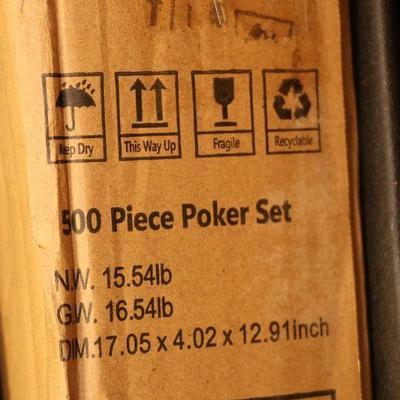 Keep Dry This Way Up Fragile Recyclable
500 Piece Poker Set
N.W. 15.54lb
G.W. 16.54lb
DIM.17.05 x 4.02 x 12.91inch